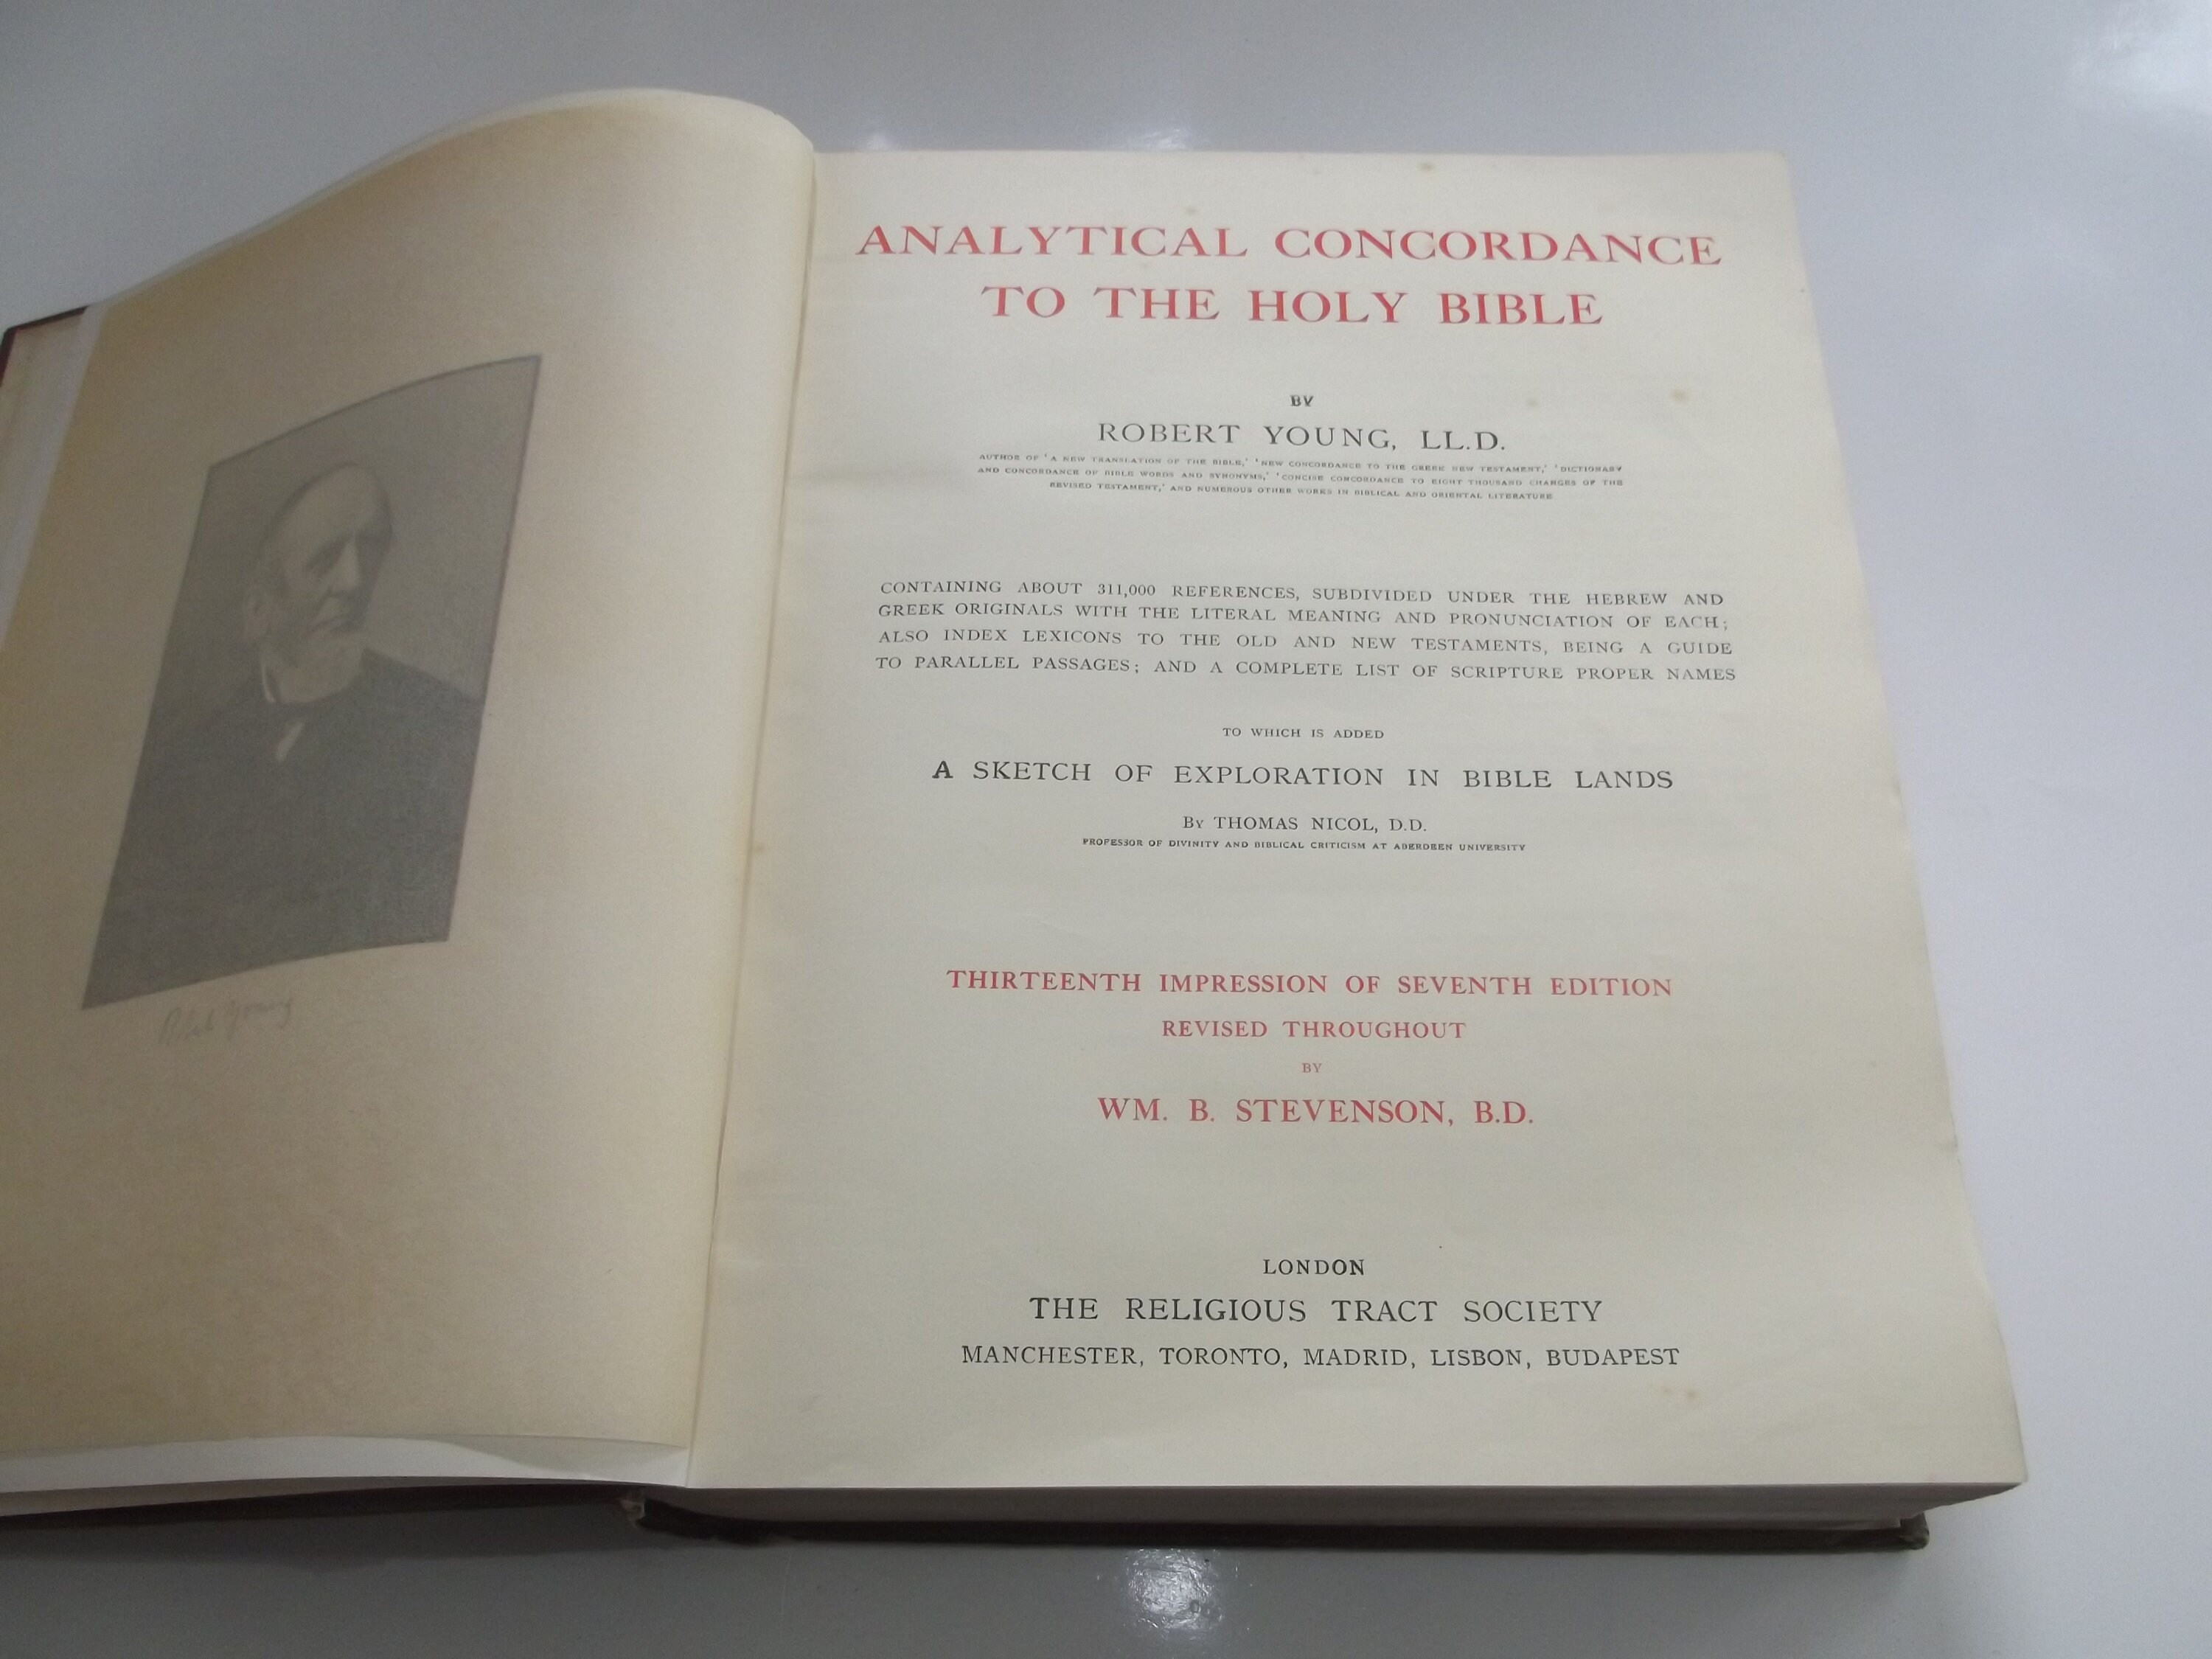 Robt Young
ANALYTICAL CONCORDANCE
TO THE HOLY BIBLE
BY
ROBERT YOUNG, LL.D.
AUTHOR OF 'A NEW TRANSLATION OF THE BIBLE,' 'NEW CONCORDANCE TO THE GREEK NEW TESTAMENT,' 'DICTIONARY
AND CONCORDANCE OF BIBLE WORDS AND SYNONYMS,' 'CONCISE CONCORDANCE TO EIGHT THOUSAND CHANGES OF THE
REVISED TESTAMENT,' AND NUMEROUS OTHER WORKS IN BIBLICAL AND ORIENTAL LITERATURE
CONTAINING ABOUT 311,000 REFERENCES, SUBDIVIDED UNDER THE HEBREW AND
GREEK ORIGINALS WITH THE LITERAL MEANING AND PRONUNCIATION OF EACH;
ALSO INDEX LEXICONS TO THE OLD AND NEW TESTAMENTS, BEING A GUIDE
TO PARALLEL PASSAGES; AND A COMPLETE LIST OF SCRIPTURE PROPER NAMES
TO WHICH IS ADDED
A SKETCH OF EXPLORATION IN BIBLE LANDS
BY THOMAS NICOL, D.D.
PROFESSOR OF DIVINITY AND BIBLICAL CRITICISM AT ABERDEEN UNIVERSITY
THIRTEENTH IMPRESSION OF SEVENTH EDITION
REVISED THROUGHOUT
BY
WM. B. STEVENSON, B.D.
LONDON
THE RELIGIOUS TRACT SOCIETY
MANCHESTER, TORONTO, MADRID, LISBON, BUDAPEST